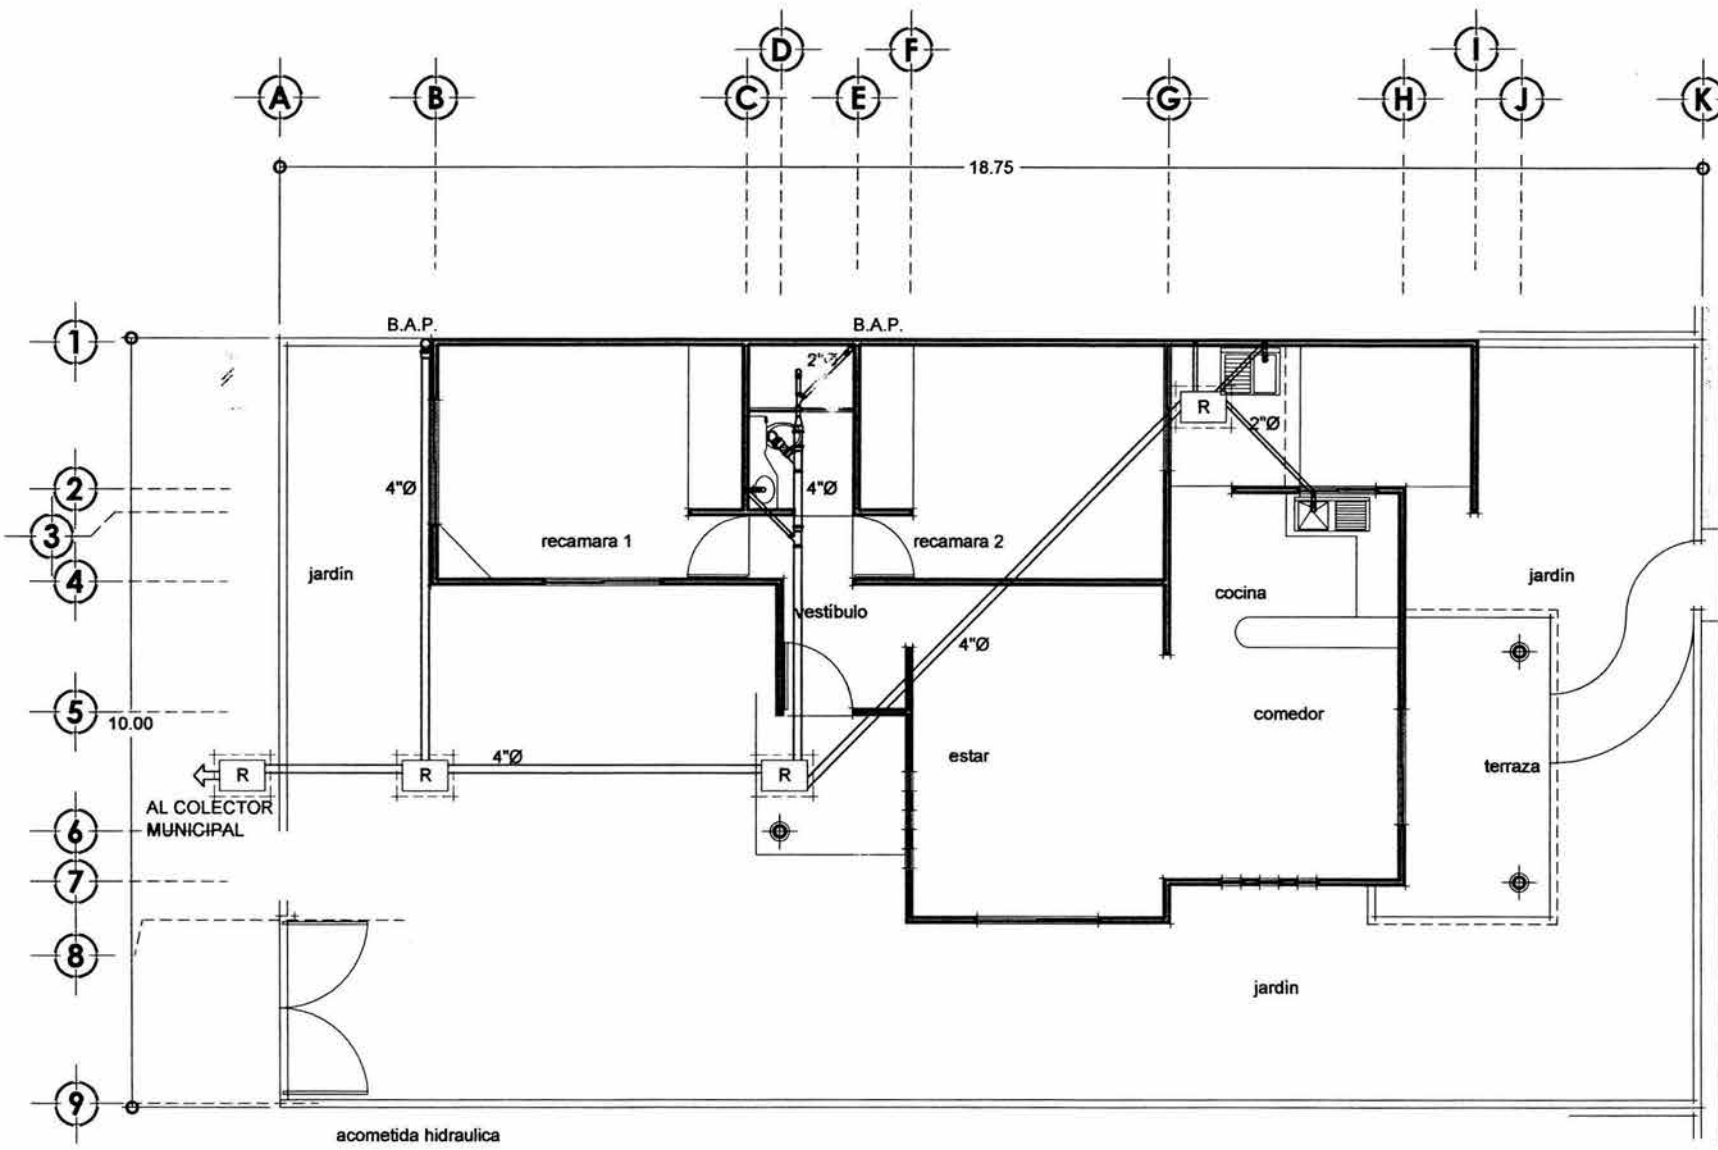 D F I
A B C E G H J K
18.75
B.A.P. B.A.P.
1
2"Ø
R
2"Ø
2 4"Ø 4"Ø
3 recamara 1 recamara 2
4 jardin cocina jardin
vestibulo
4"Ø
5 10.00 comedor
4"Ø estar terraza
R R R
AL COLECTOR
MUNICIPAL
6
7
8
jardin
9
acometida hidraulica